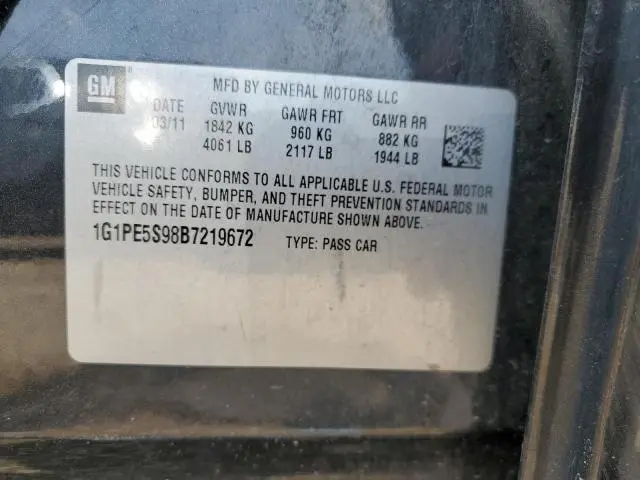 GM
MFD BY GENERAL MOTORS LLC
DATE GVWR GAWR FRT GAWR RR
03/11 1842 KG 960 KG 882 KG
4061 LB 2117 LB 1944 LB
THIS VEHICLE CONFORMS TO ALL APPLICABLE U.S. FEDERAL MOTOR
VEHICLE SAFETY, BUMPER, AND THEFT PREVENTION STANDARDS IN
EFFECT ON THE DATE OF MANUFACTURE SHOWN ABOVE.
1G1PE5S98B7219672 TYPE: PASS CAR